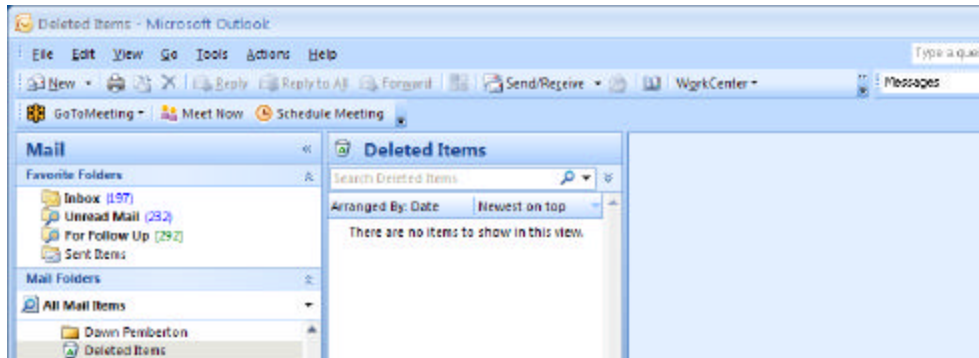 Deleted Items - Microsoft Outlook
File Edit View Go Tools Actions Help Type a que
New Reply Reply to All Forward Send/Receive WorkCenter Messages
GoToMeeting Meet Now Schedule Meeting
Mail « Deleted Items
Favorite Folders Search Deleted Items
Inbox (197) Arranged By: Date Newest on top
Unread Mail (232) There are no items to show in this view.
For Follow Up [292]
Sent Items
Mail Folders
All Mail Items
Dawn Pemberton
Deleted Items